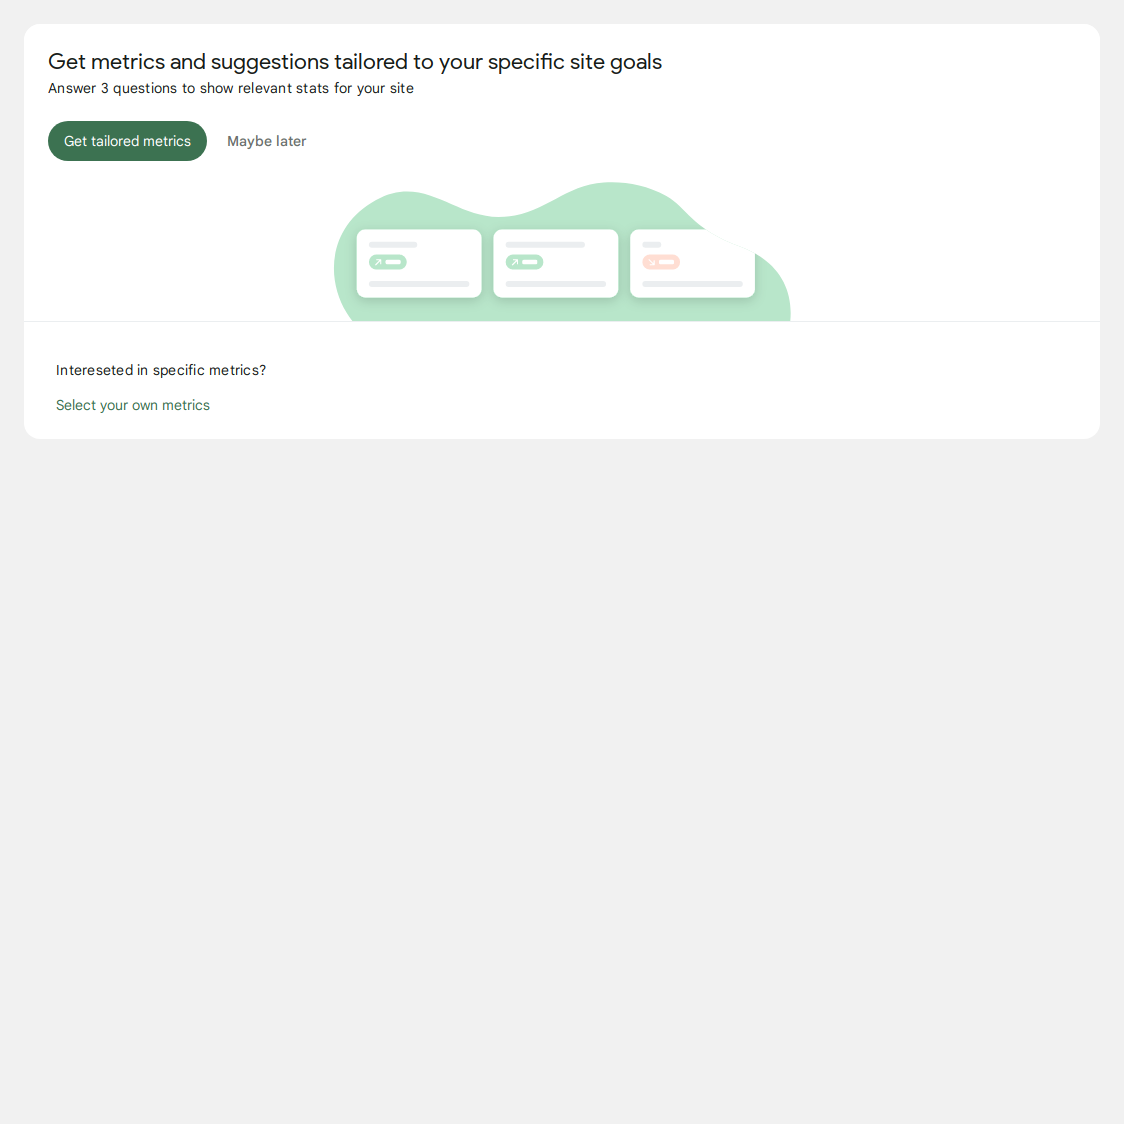 Get metrics and suggestions tailored to your specific site goals
Answer 3 questions to show relevant stats for your site
Get tailored metrics
Maybe later
Intereseted in specific metrics?
Select your own metrics